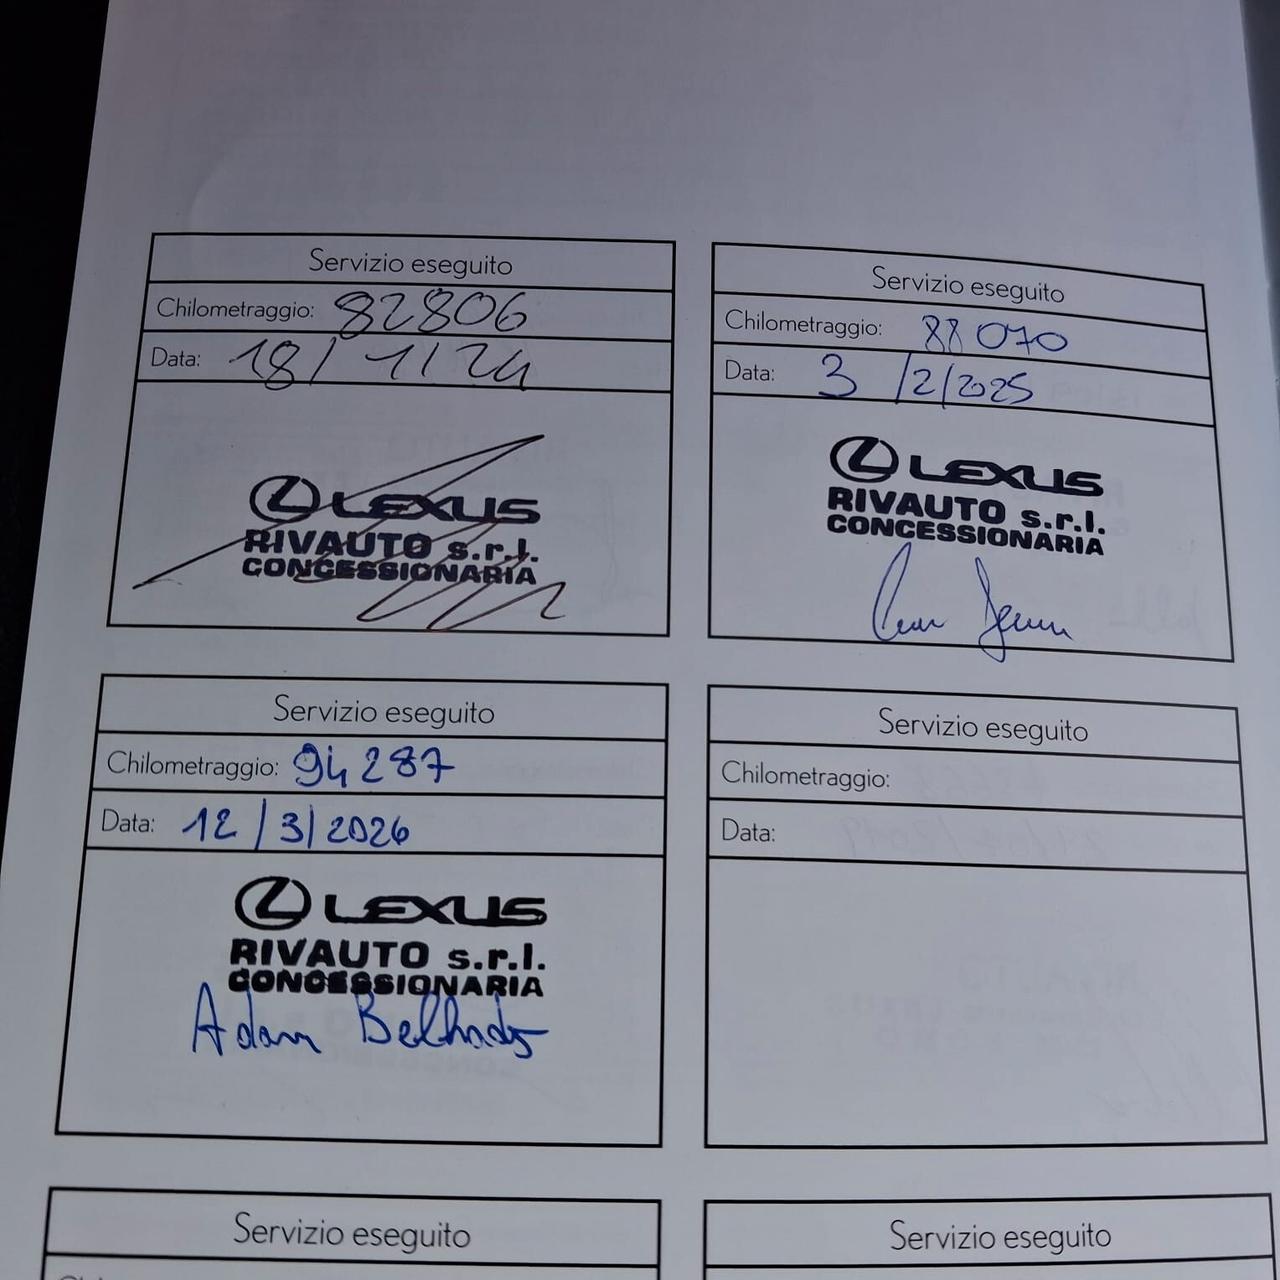 Servizio eseguito
Chilometraggio: 82806
Data: 18/1/24
LEXUS
RIVAUTO s.r.l.
CONCESSIONARIA
Servizio eseguito
Chilometraggio: 88070
Data: 3/2/2025
LEXUS
RIVAUTO s.r.l.
CONCESSIONARIA
Servizio eseguito
Chilometraggio: 94287
Data: 12/3/2026
LEXUS
RIVAUTO s.r.l.
CONCESSIONARIA
Adam
Servizio eseguito
Chilometraggio:
Data:
Servizio eseguito
Servizio eseguito